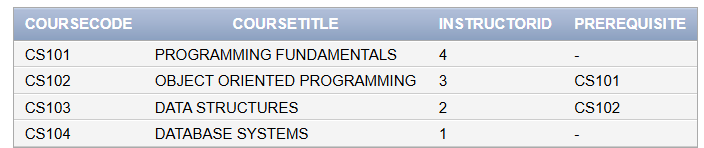 COURSECODE COURSETITLE INSTRUCTORID PREREQUISITE
CS101 PROGRAMMING FUNDAMENTALS 4 -
CS102 OBJECT ORIENTED PROGRAMMING 3 CS101
CS103 DATA STRUCTURES 2 CS102
CS104 DATABASE SYSTEMS 1 -